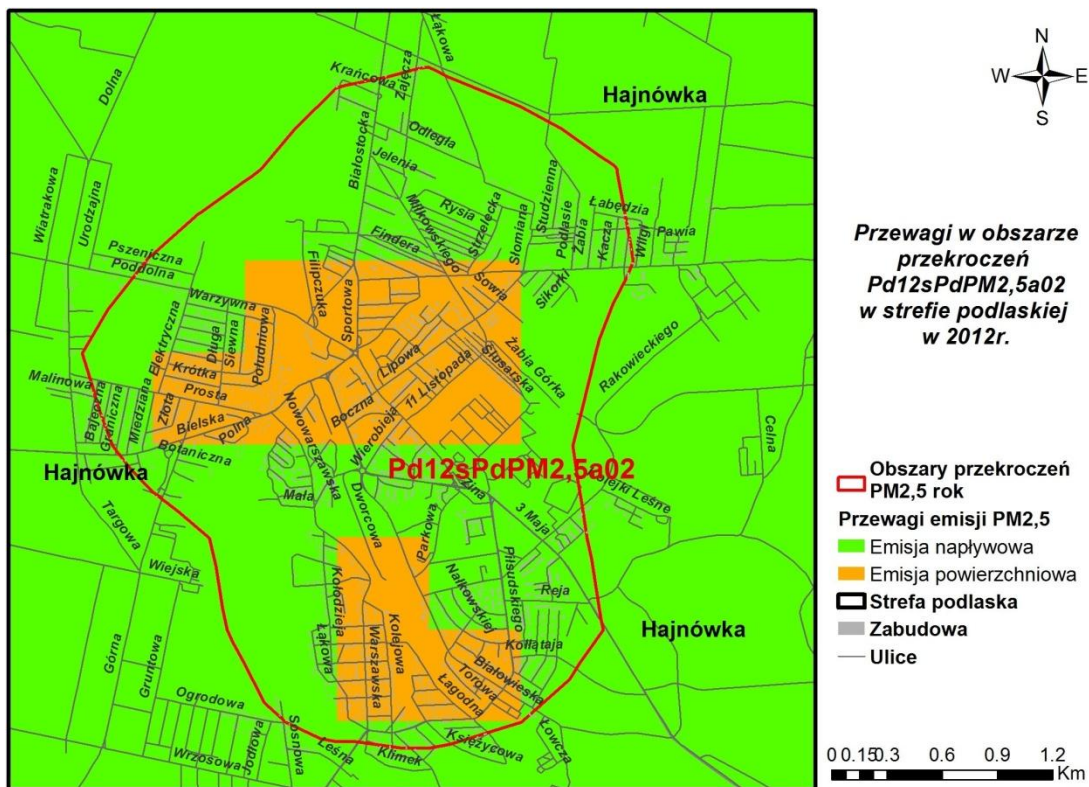 Łąkowa
Dolna
Krańcowa
Zajęcza
Hajnówka
Białostocka
Odległa
Jelenia
Miłkowskiego
Rysia
Strzelecka
Findera
Słomiana
Studzienna
Podlasie
Żabia
Łabędzia
Kacza
Wilgi
Pawia
Wiatrakowa
Urodzajna
Pszeniczna
Poddolna
Filipczuka
Sportowa
Sowia
Sikorki
Warzywna
Elektryczna
Długa
Siewna
Południowa
Lipowa
11 Listopada
Ślusarska
Żabia Górka
Rakowieckiego
Krótka
Prosta
Malinowa
Bajeczna
Graniczna
Miedziana
Złota
Bielska
Polna
Botaniczna
Nowowarszawska
Boczna
Wierobieja
Celna
Hajnówka
Pd12sPdPM2,5a02
Mała
Dworcowa
Parkowa
3 Maja
Targowa
Wiejska
Kołodzieja
Nałkowskiej
Piłsudskiego
Reja
Kołłataja
Hajnówka
Górna
Gruntowa
Łąkowa
Warszawska
Kolejowa
Białowieska
Torowa
Łagodna
Ogrodowa
Wrzosowa
Jodłowa
Sosnowa
Leśna
Klimek
Księżycowa
Łowcza
N
W E
S
Przewagi w obszarze
przekroczeń
Pd12sPdPM2,5a02
w strefie podlaskiej
w 2012r.
Obszary przekroczeń
PM2,5 rok
Przewagi emisji PM2,5
Emisja napływowa
Emisja powierzchniowa
Strefa podlaska
Zabudowa
Ulice
0 0.15 0.3 0.6 0.9 1.2
Km